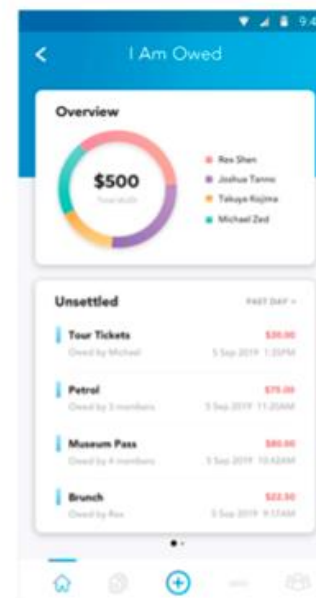 9:4
I Am Owed
Overview
$500
Rex Shen
Joshua Tanno
Takuya Kojima
Michael Zed
Unsettled
PAST DAY
Tour Tickets $30.00
Owed by Michael 5 Sep 2019 1:35PM
Petrol $75.00
Owed by 3 members 5 Sep 2019 11:20AM
Museum Pass $80.00
Owed by 4 members 5 Sep 2019 10:42AM
Brunch $22.50
Owed by Rex 5 Sep 2019 9:17AM